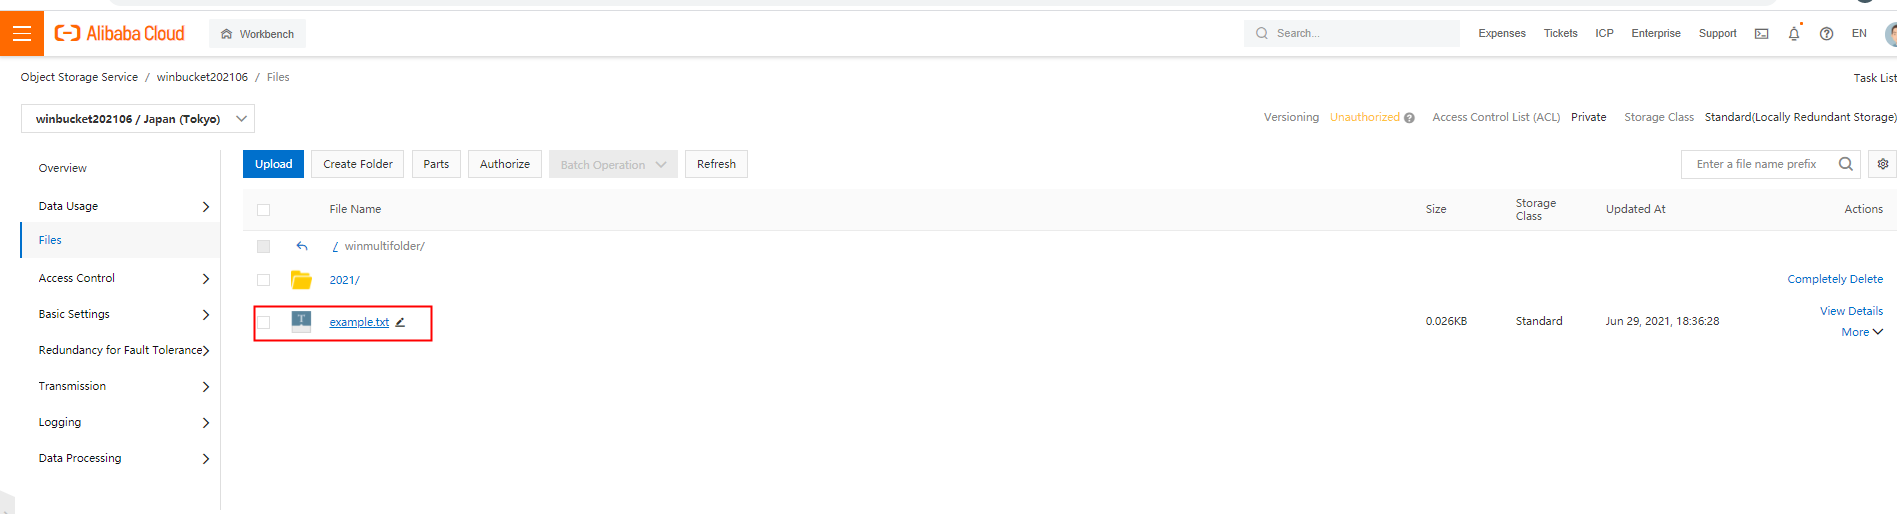 Alibaba Cloud Workbench Search... Expenses Tickets ICP Enterprise Support EN
Object Storage Service / winbucket202106 / Files Task List
winbucket202106 / Japan (Tokyo) Versioning Unauthorized Access Control List (ACL) Private Storage Class Standard(Locally Redundant Storage)
Overview
Data Usage
Files
Access Control
Basic Settings
Redundancy for Fault Tolerance
Transmission
Logging
Data Processing
Upload Create Folder Parts Authorize Batch Operation Refresh Enter a file name prefix
File Name Size Storage Class Updated At Actions
/ winmultifolder/
2021/ Completely Delete
example.txt 0.026KB Standard Jun 29, 2021, 18:36:28 View Details
More